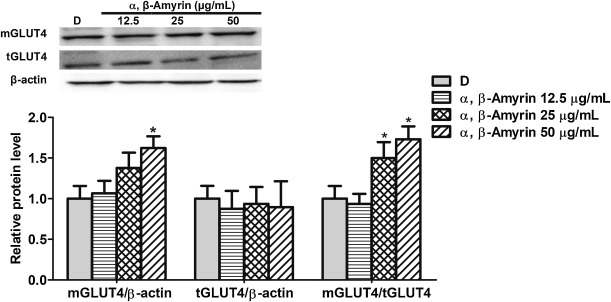 α, β-Amyrin (μg/mL)
D 12.5 25 50
mGLUT4
tGLUT4
β-actin
D
α, β-Amyrin 12.5 μg/mL
α, β-Amyrin 25 μg/mL
α, β-Amyrin 50 μg/mL
Relative protein level
2.0
1.5
1.0
0.5
0.0
*
*
*
mGLUT4/β-actin
tGLUT4/β-actin
mGLUT4/tGLUT4